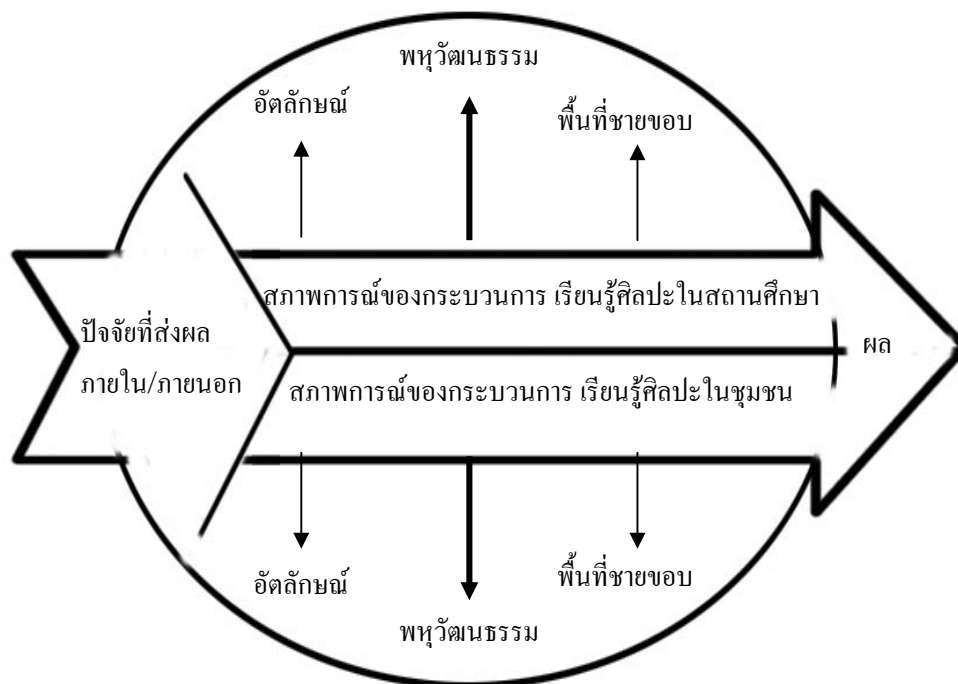 พหุวัฒนธรรม
อัตลักษณ์
พื้นที่ชายขอบ
สภาพการณ์ของกระบวนการ เรียนรู้ศิลปะในสถานศึกษา
ปัจจัยที่ส่งผล
ภายใน/ภายนอก
ผล
สภาพการณ์ของกระบวนการ เรียนรู้ศิลปะในชุมชน
อัตลักษณ์
พื้นที่ชายขอบ
พหุวัฒนธรรม